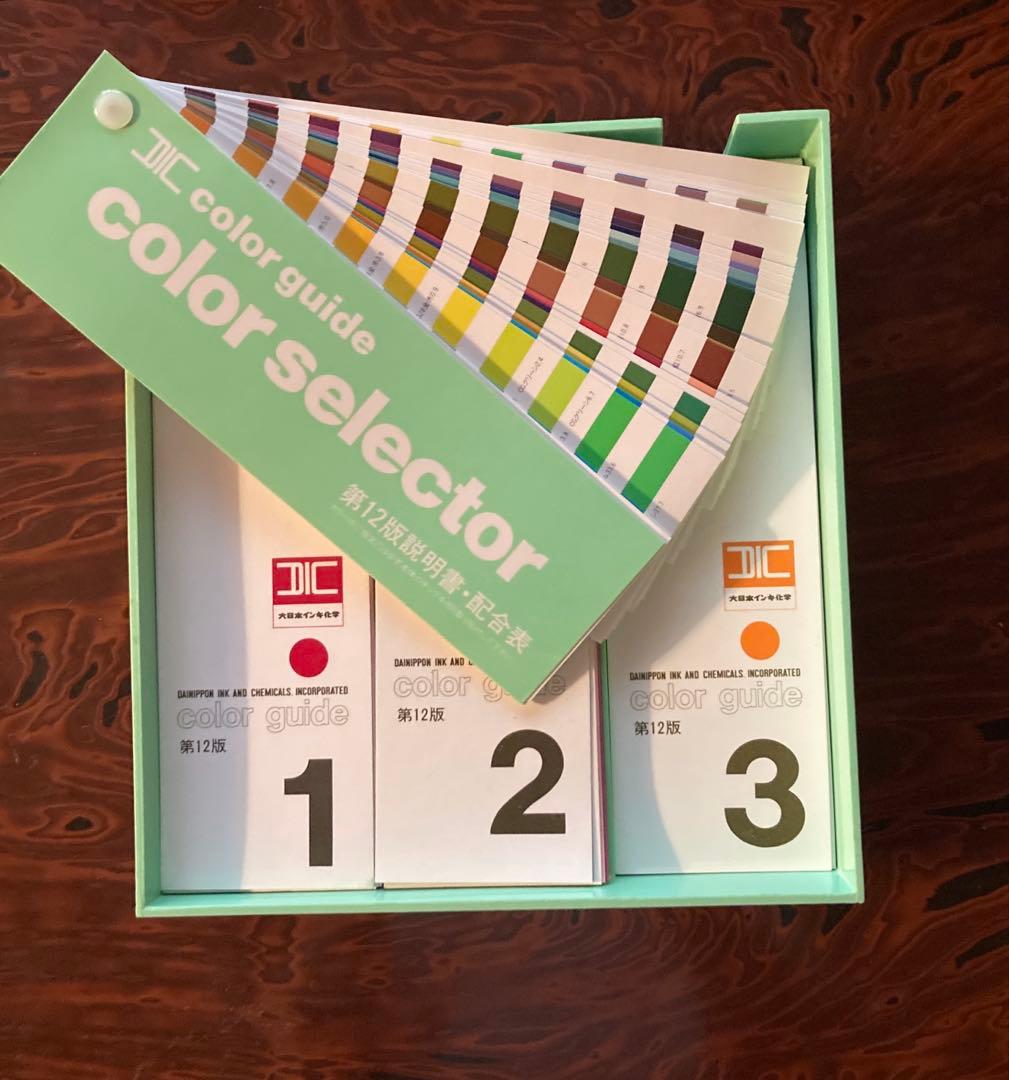 DIC color guide
color selector
第12版説明書・配合表
DIC
大日本インキ化学
DAINIPPON INK AND CHEMICALS, INCORPORATED
color guide
第12版
1
DAINIPPON INK AND
color guide
第12版
2
DIC
大日本インキ化学
DAINIPPON INK AND CHEMICALS, INCORPORATED
color guide
第12版
3